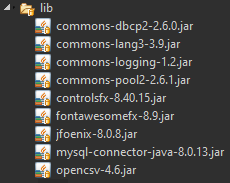 lib
commons-dbcp2-2.6.0.jar
commons-lang3-3.9.jar
commons-logging-1.2.jar
commons-pool2-2.6.1.jar
controlsfx-8.40.15.jar
fontawesomefx-8.9.jar
jfoenix-8.0.8.jar
mysql-connector-java-8.0.13.jar
opencsv-4.6.jar